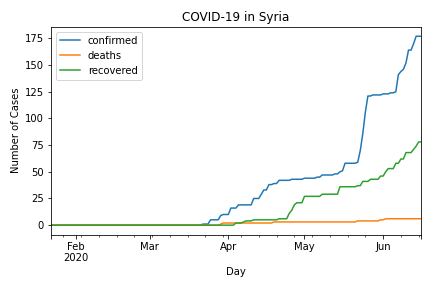 COVID-19 in Syria
confirmed
deaths
recovered
Number of Cases
175
150
125
100
75
50
25
0
Feb Mar Apr May Jun
2020
Day